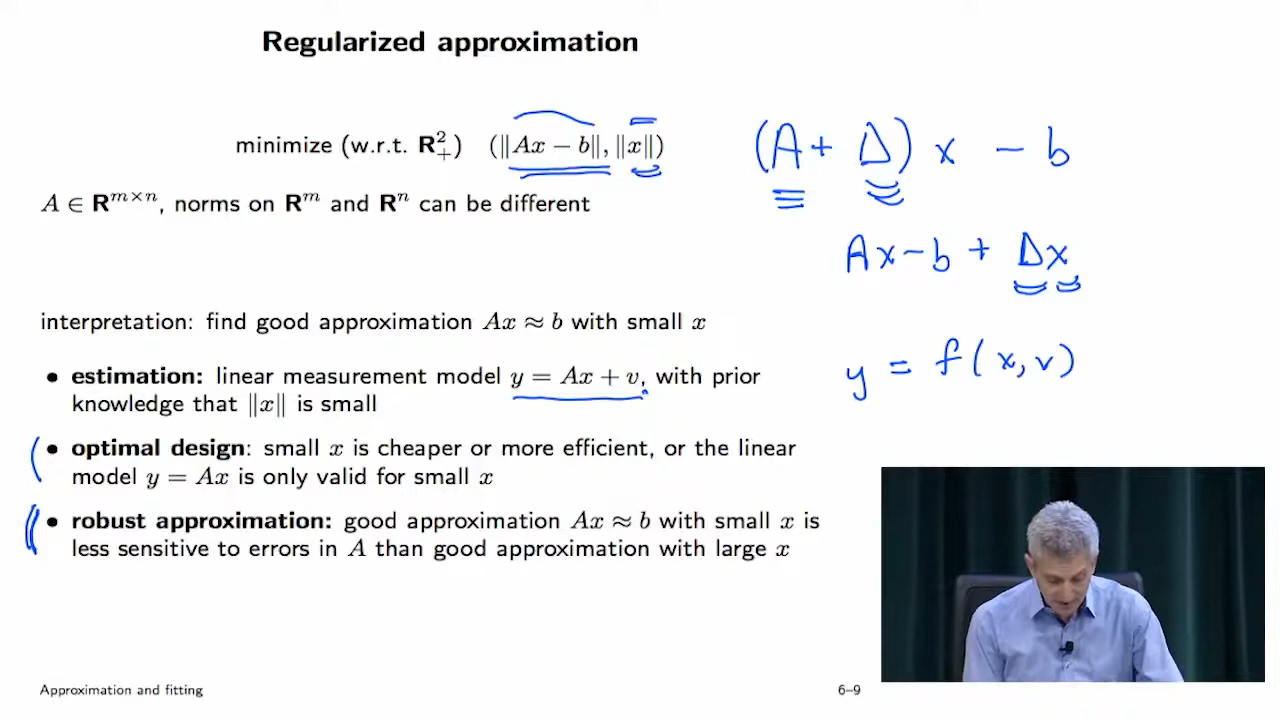 Regularized approximation
minimize (w.r.t. R²₊) (‖Ax − b‖, ‖x‖)
A ∈ Rᵐˣⁿ, norms on Rᵐ and Rⁿ can be different
interpretation: find good approximation Ax ≈ b with small x
• estimation: linear measurement model y = Ax + v, with prior
knowledge that ‖x‖ is small
• optimal design: small x is cheaper or more efficient, or the linear
model y = Ax is only valid for small x
• robust approximation: good approximation Ax ≈ b with small x is
less sensitive to errors in A than good approximation with large x
(A + Δ) x − b
Ax − b + Δx
y = f(x, v)
Approximation and fitting
6–9